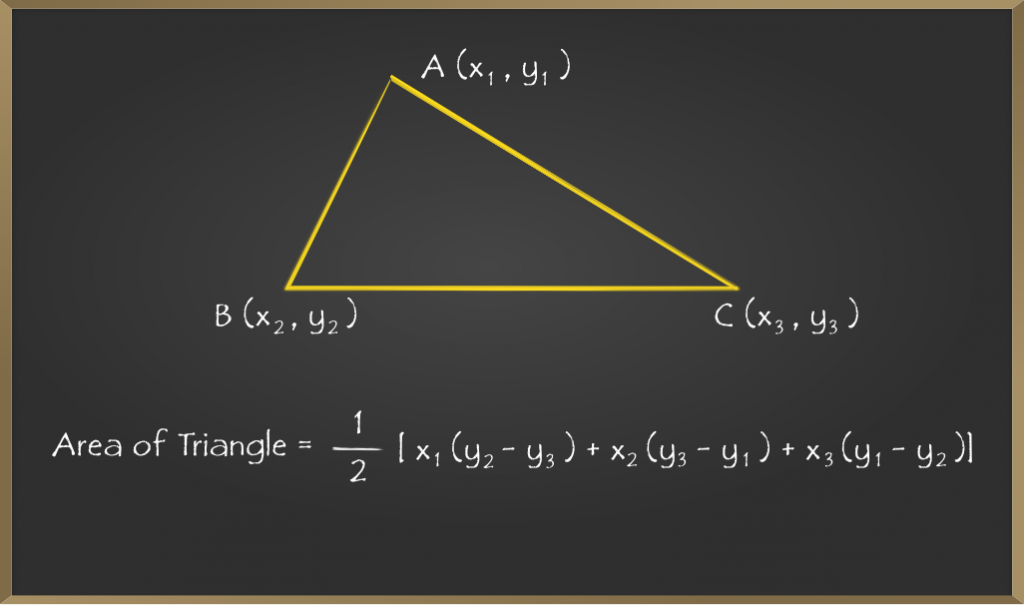 A (x₁, y₁)
B (x₂, y₂)
C (x₃, y₃)
Area of Triangle = 1/2 [x₁(y₂ - y₃) + x₂(y₃ - y₁) + x₃(y₁ - y₂)]